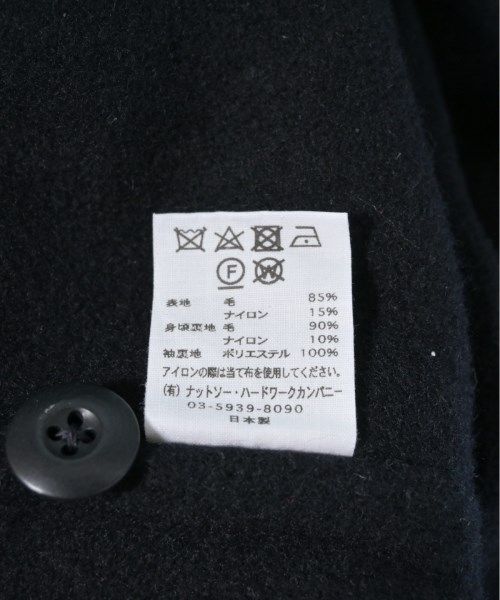 F W
表地 毛 85%
ナイロン 15%
身頃裏地 毛 90%
ナイロン 10%
袖裏地 ポリエステル 100%
アイロンの際は当て布を使用してください。
(有) ナットソー・ハードワークカンパニー
03-5939-8090
日本製